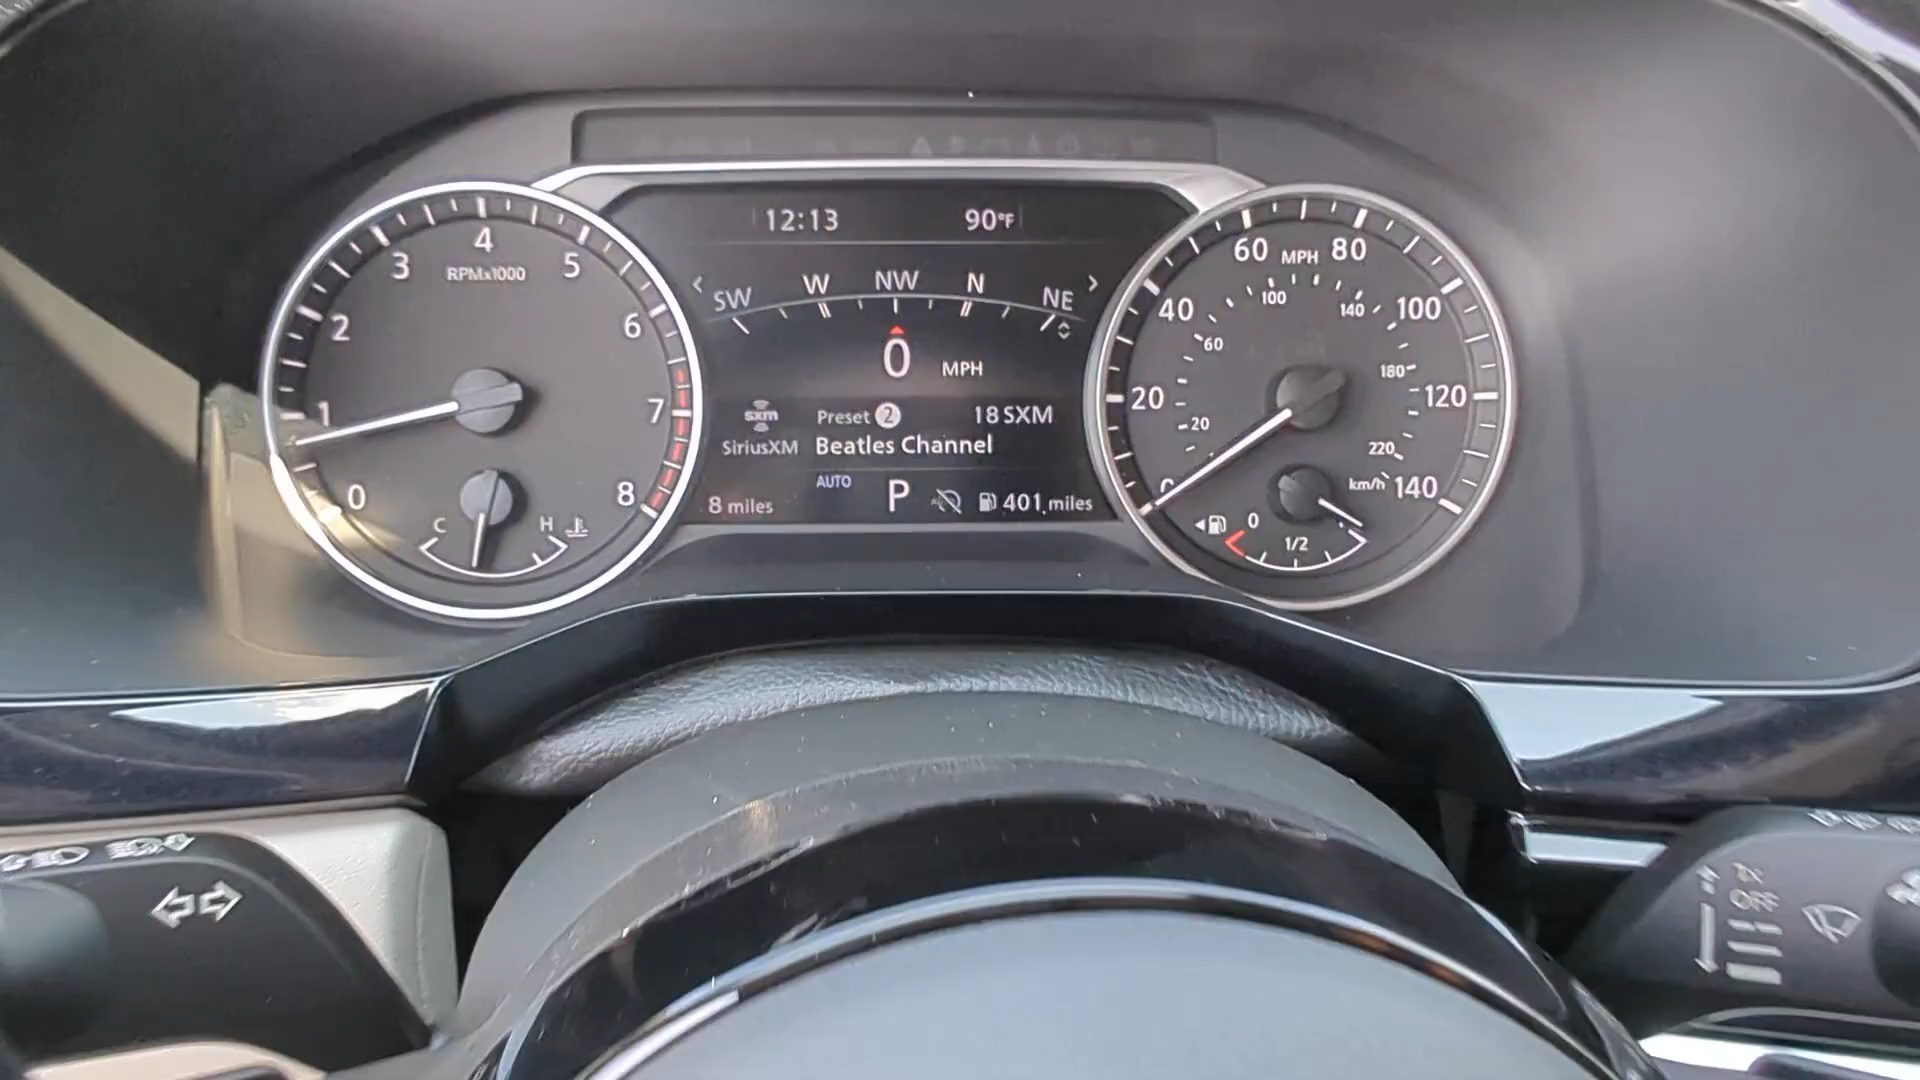 12:13 90°F
SW W NW N NE
0 MPH
sxm Preset 2 18 SXM
SiriusXM Beatles Channel
AUTO
8 miles P 401 miles
0 1 2 3 4 5 6 7 8
RPMx1000
C H
0 20 40 60 80 100 120 140
MPH
20 60 100 140 180 220
km/h
0 1/2
OFF